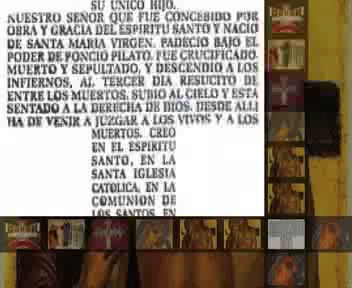 SU UNICO HIJO.
NUESTRO SEÑOR QUE FUE CONCEBIDO POR
OBRA Y GRACIA DEL ESPIRITU SANTO Y NACIO
DE SANTA MARIA VIRGEN. PADECIO BAJO EL
PODER DE PONCIO PILATO. FUE CRUCIFICADO.
MUERTO Y SEPULTADO, Y DESCENDIO A LOS
INFIERNOS, AL TERCER DIA RESUCITO DE
ENTRE LOS MUERTOS. SUBIO AL CIELO Y ESTA
SENTADO A LA DERECHA DE DIOS. DESDE ALLI
HA DE VENIR A JUZGAR A LOS VIVOS Y A LOS
MUERTOS. CREO
EN EL ESPIRITU
SANTO, EN LA
SANTA IGLESIA
CATOLICA, EN LA
COMUNION DE
LOS SANTOS, EN